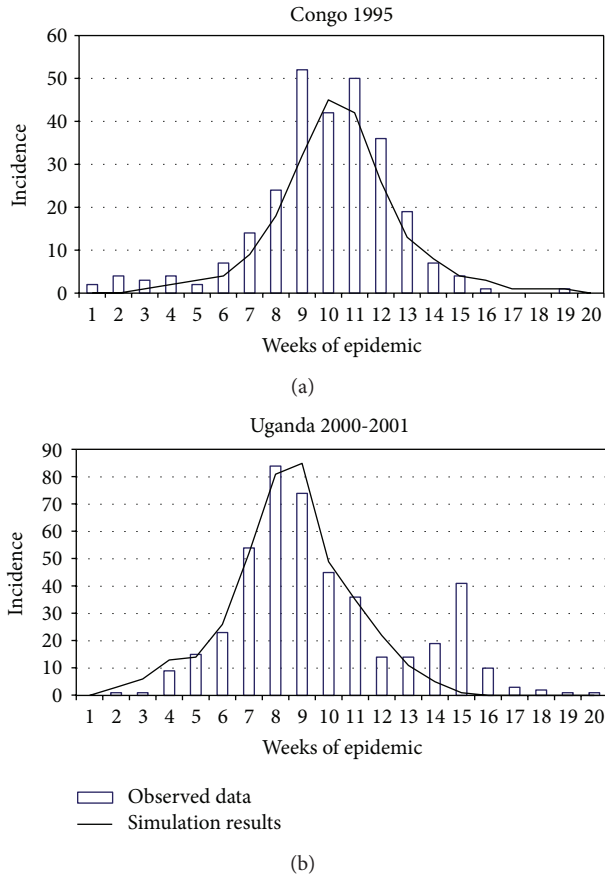 Congo 1995
60
50
40
30
20
10
0
Incidence
1 2 3 4 5 6 7 8 9 10 11 12 13 14 15 16 17 18 19 20
Weeks of epidemic
(a)
Uganda 2000-2001
90
80
70
60
50
40
30
20
10
0
Incidence
1 2 3 4 5 6 7 8 9 10 11 12 13 14 15 16 17 18 19 20
Weeks of epidemic
Observed data
Simulation results
(b)